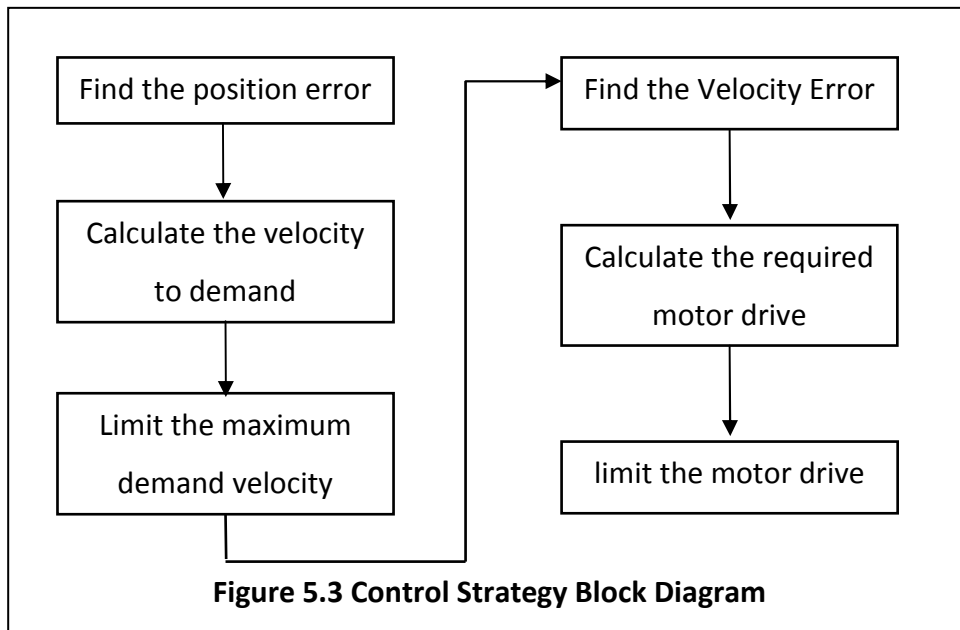 Find the position error
Calculate the velocity
to demand
Limit the maximum
demand velocity
Find the Velocity Error
Calculate the required
motor drive
limit the motor drive
Figure 5.3 Control Strategy Block Diagram